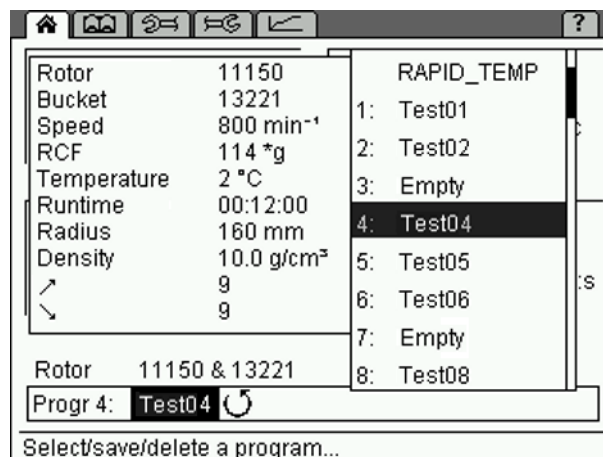 ?
Rotor 11150
Bucket 13221
Speed 800 min⁻¹
RCF 114 *g
Temperature 2 °C
Runtime 00:12:00
Radius 160 mm
Density 10.0 g/cm³
↗ 9
↘ 9
RAPID_TEMP
1: Test01
2: Test02
3: Empty
4: Test04
5: Test05
6: Test06
7: Empty
8: Test08
Rotor 11150 & 13221
Progr 4: Test04
Select/save/delete a program...